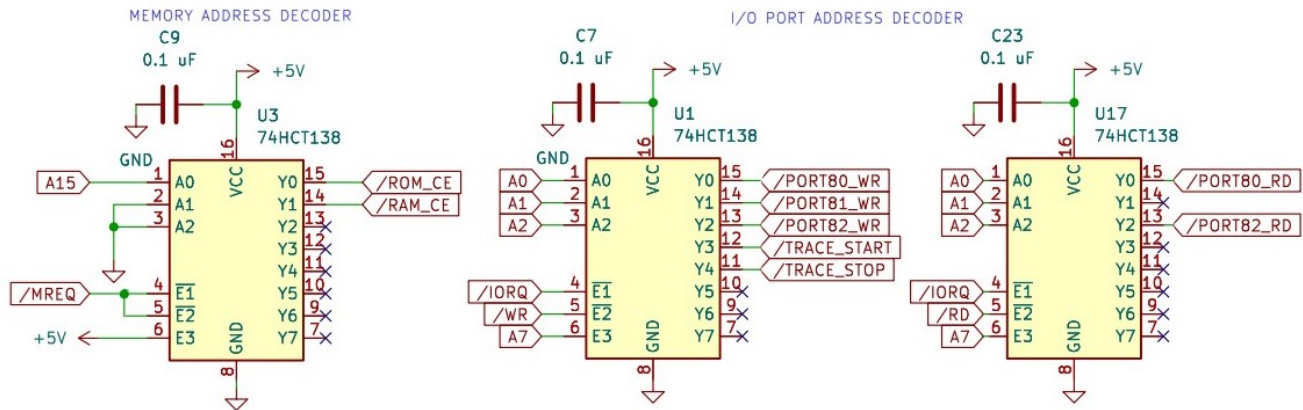 MEMORY ADDRESS DECODER
I/O PORT ADDRESS DECODER
C9
0.1 uF
+5V
U3
74HCT138
GND
16
VCC
A15
1 A0
2 A1
3 A2
/MREQ
4 E1
5 E2
+5V
6 E3
GND
8
Y0 15 /ROM_CE
Y1 14 /RAM_CE
Y2 13
Y3 12
Y4 11
Y5 10
Y6 9
Y7 7
C7
0.1 uF
+5V
U1
74HCT138
GND
16
VCC
A0 1 A0
A1 2 A1
A2 3 A2
/IORQ 4 E1
/WR 5 E2
A7 6 E3
GND
8
Y0 15 /PORT80_WR
Y1 14 /PORT81_WR
Y2 13 /PORT82_WR
Y3 12 /TRACE_START
Y4 11 /TRACE_STOP
Y5 10
Y6 9
Y7 7
C23
0.1 uF
+5V
U17
74HCT138
16
VCC
A0 1 A0
A1 2 A1
A2 3 A2
/IORQ 4 E1
/RD 5 E2
A7 6 E3
GND
8
Y0 15 /PORT80_RD
Y1 14
Y2 13 /PORT82_RD
Y3 12
Y4 11
Y5 10
Y6 9
Y7 7